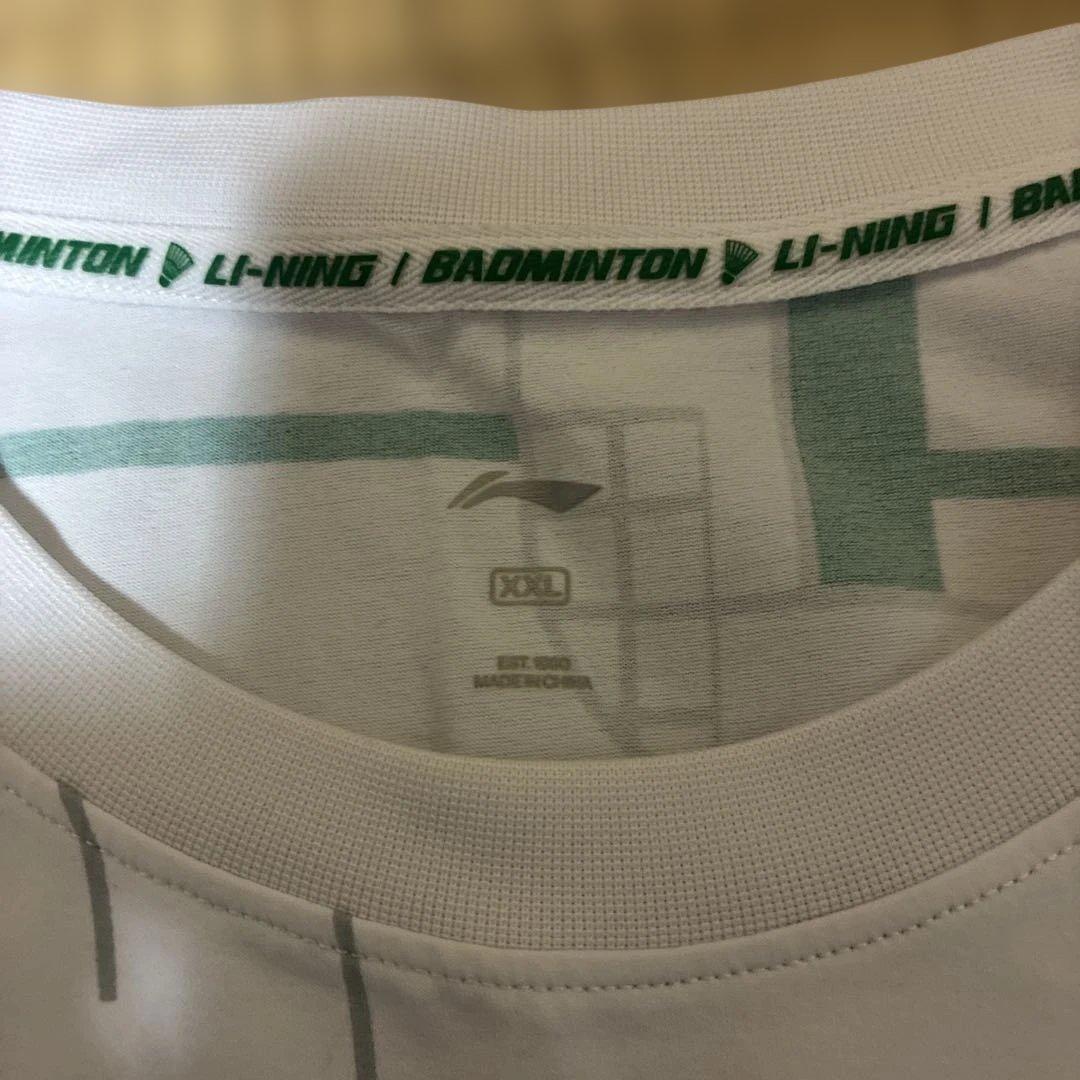 MINTON LI-NING / BADMINTON LI-NING / BA
XXL
EST. 1990
MADE IN CHINA